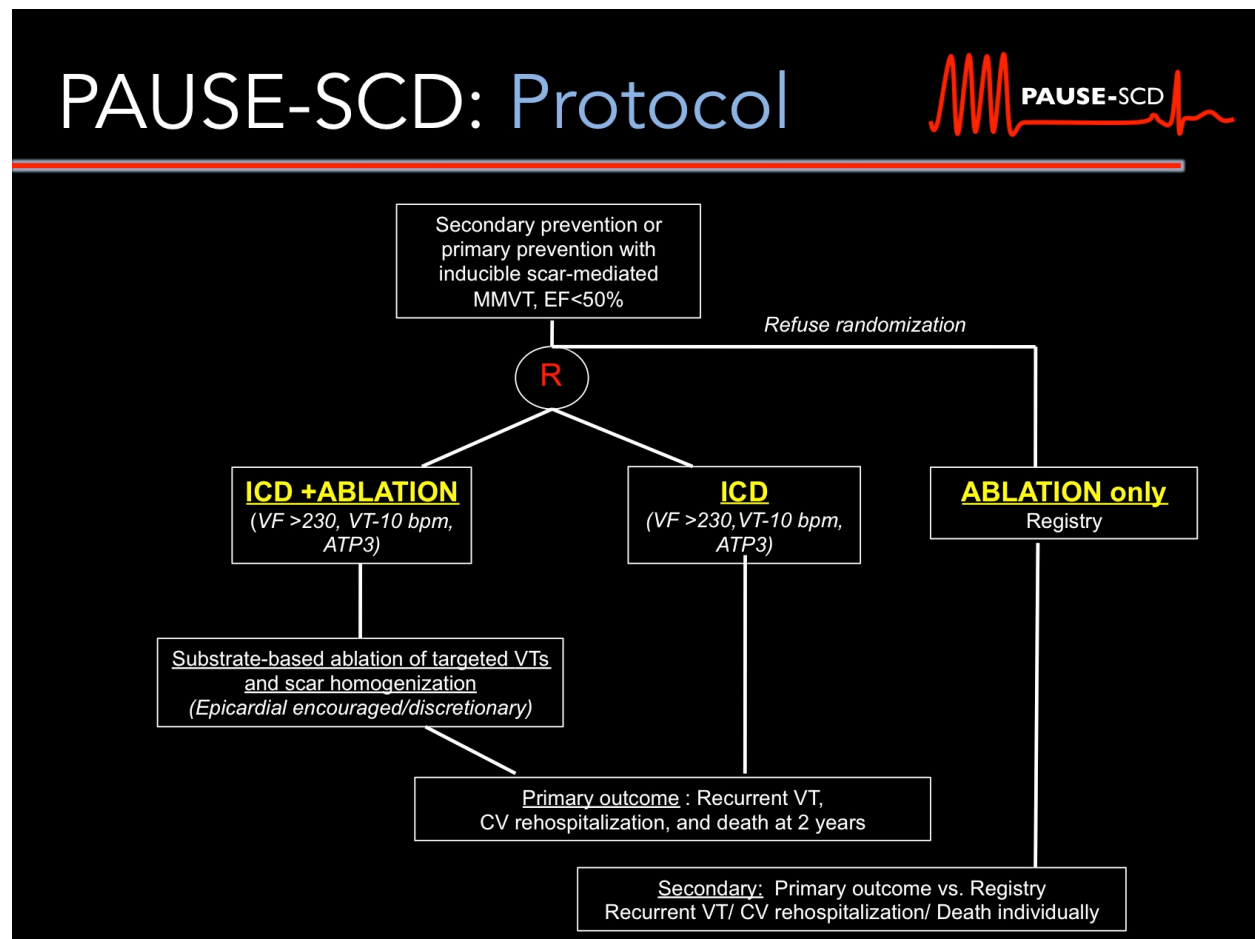 PAUSE-SCD: Protocol
PAUSE-SCD
Secondary prevention or
primary prevention with
inducible scar-mediated
MMVT, EF<50%
Refuse randomization
R
ICD +ABLATION
(VF >230, VT-10 bpm,
ATP3)
ICD
(VF >230,VT-10 bpm,
ATP3)
ABLATION only
Registry
Substrate-based ablation of targeted VTs
and scar homogenization
(Epicardial encouraged/discretionary)
Primary outcome : Recurrent VT,
CV rehospitalization, and death at 2 years
Secondary: Primary outcome vs. Registry
Recurrent VT/ CV rehospitalization/ Death individually